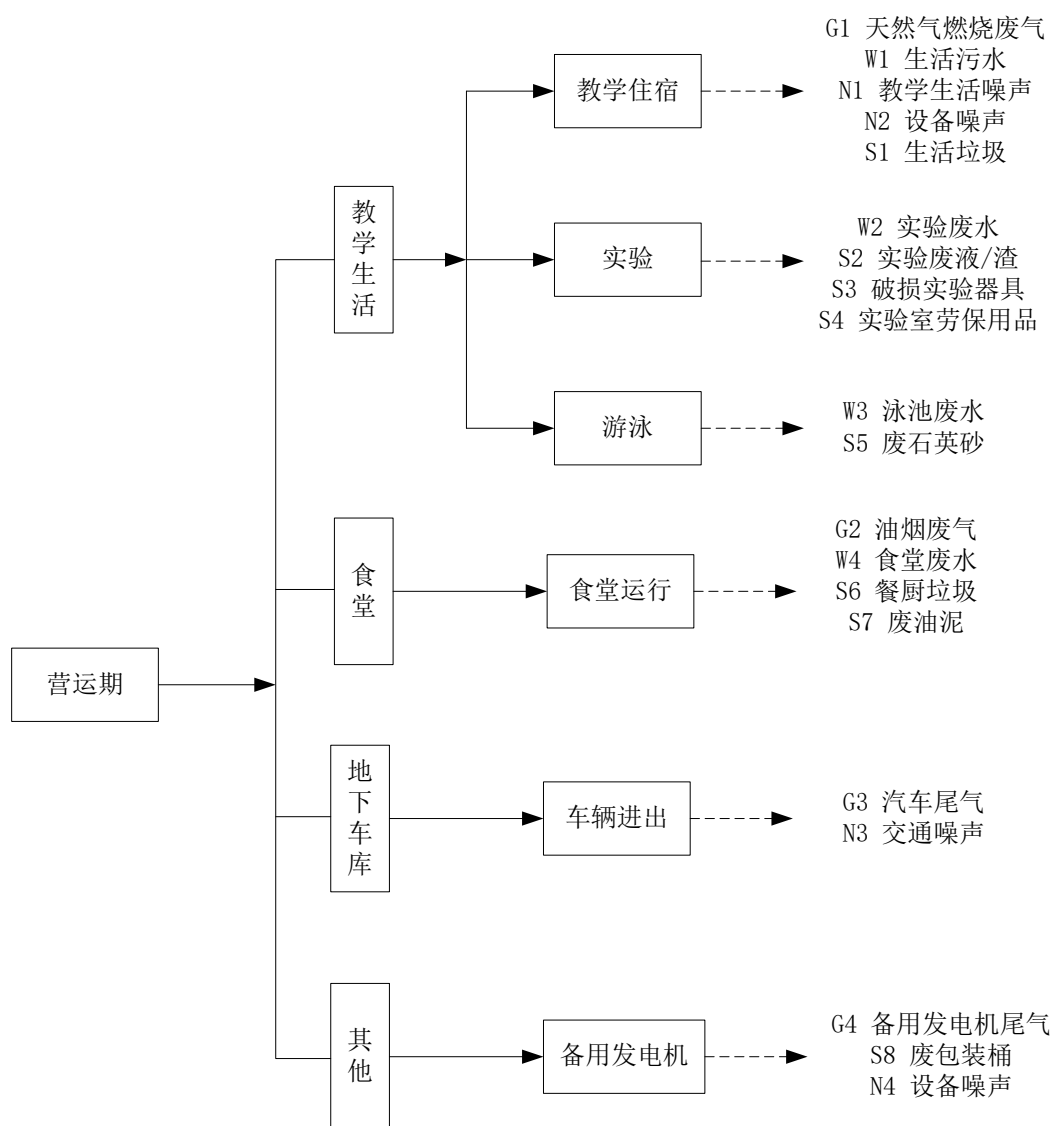 G1 天然气燃烧废气
W1 生活污水
N1 教学生活噪声
N2 设备噪声
S1 生活垃圾
教学住宿
教学生活
实验
W2 实验废水
S2 实验废液/渣
S3 破损实验器具
S4 实验室劳保用品
游泳
W3 泳池废水
S5 废石英砂
食堂
食堂运行
G2 油烟废气
W4 食堂废水
S6 餐厨垃圾
S7 废油泥
营运期
地下车库
车辆进出
G3 汽车尾气
N3 交通噪声
其他
备用发电机
G4 备用发电机尾气
S8 废包装桶
N4 设备噪声